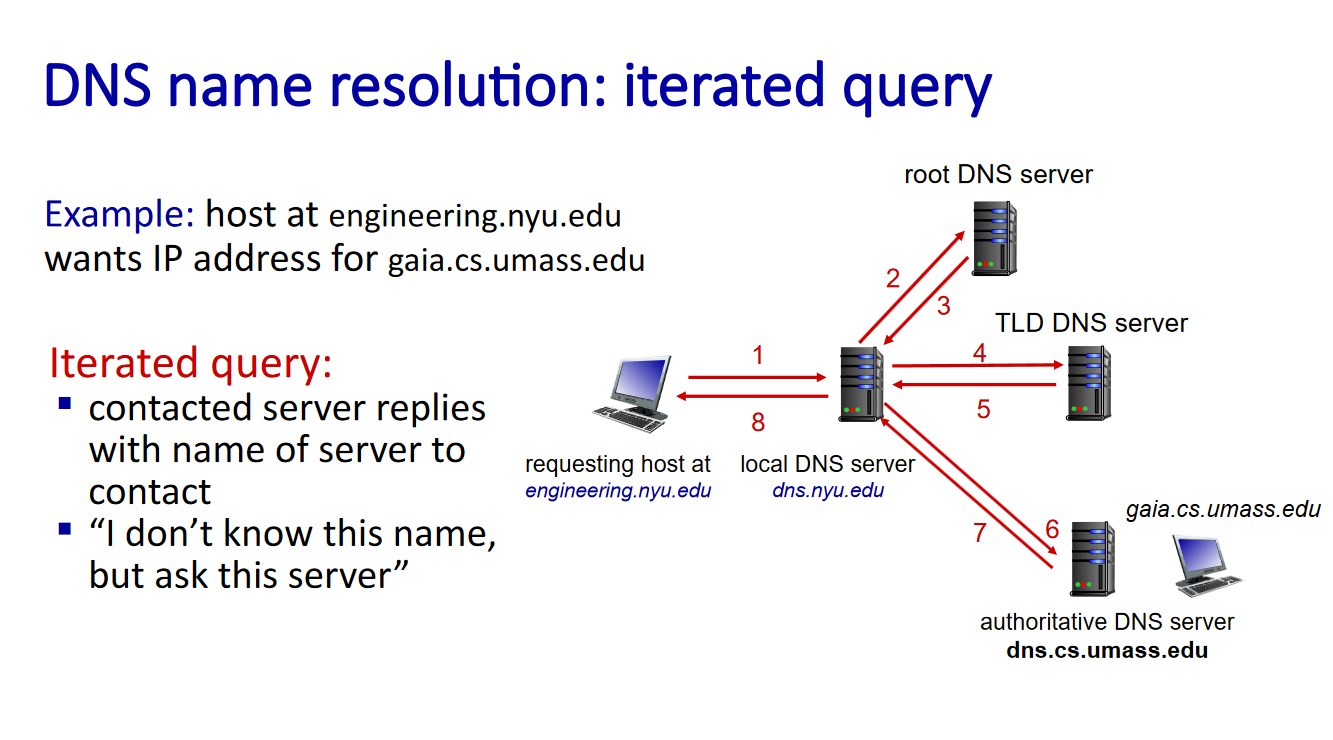 DNS name resolution: iterated query
Example: host at engineering.nyu.edu
wants IP address for gaia.cs.umass.edu
Iterated query:
▪ contacted server replies
with name of server to
contact
▪ “I don’t know this name,
but ask this server”
root DNS server
2
3
TLD DNS server
1
4
8
5
requesting host at
engineering.nyu.edu
local DNS server
dns.nyu.edu
7
6
gaia.cs.umass.edu
authoritative DNS server
dns.cs.umass.edu